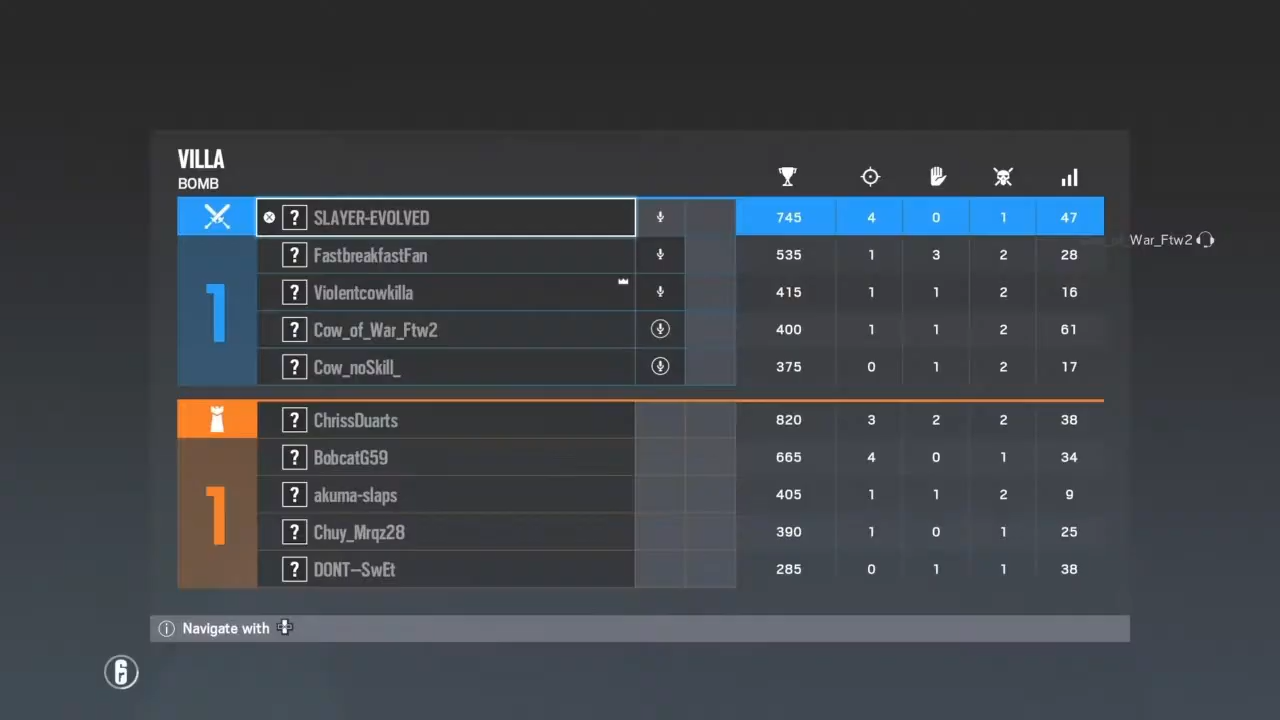 VILLA
BOMB
? SLAYER-EVOLVED 745 4 0 1 47
War_Ftw2
1
? FastbreakfastFan 535 1 3 2 28
? Violentcowkilla 415 1 1 2 16
? Cow_of_War_Ftw2 400 1 1 2 61
? Cow_noSkill_ 375 0 1 2 17
? ChrissDuarts 820 3 2 2 38
1
? BobcatG59 665 4 0 1 34
? akuma-slaps 405 1 1 2 9
? Chuy_Mrqz28 390 1 0 1 25
? DONT--SwEt 285 0 1 1 38
Navigate with
6